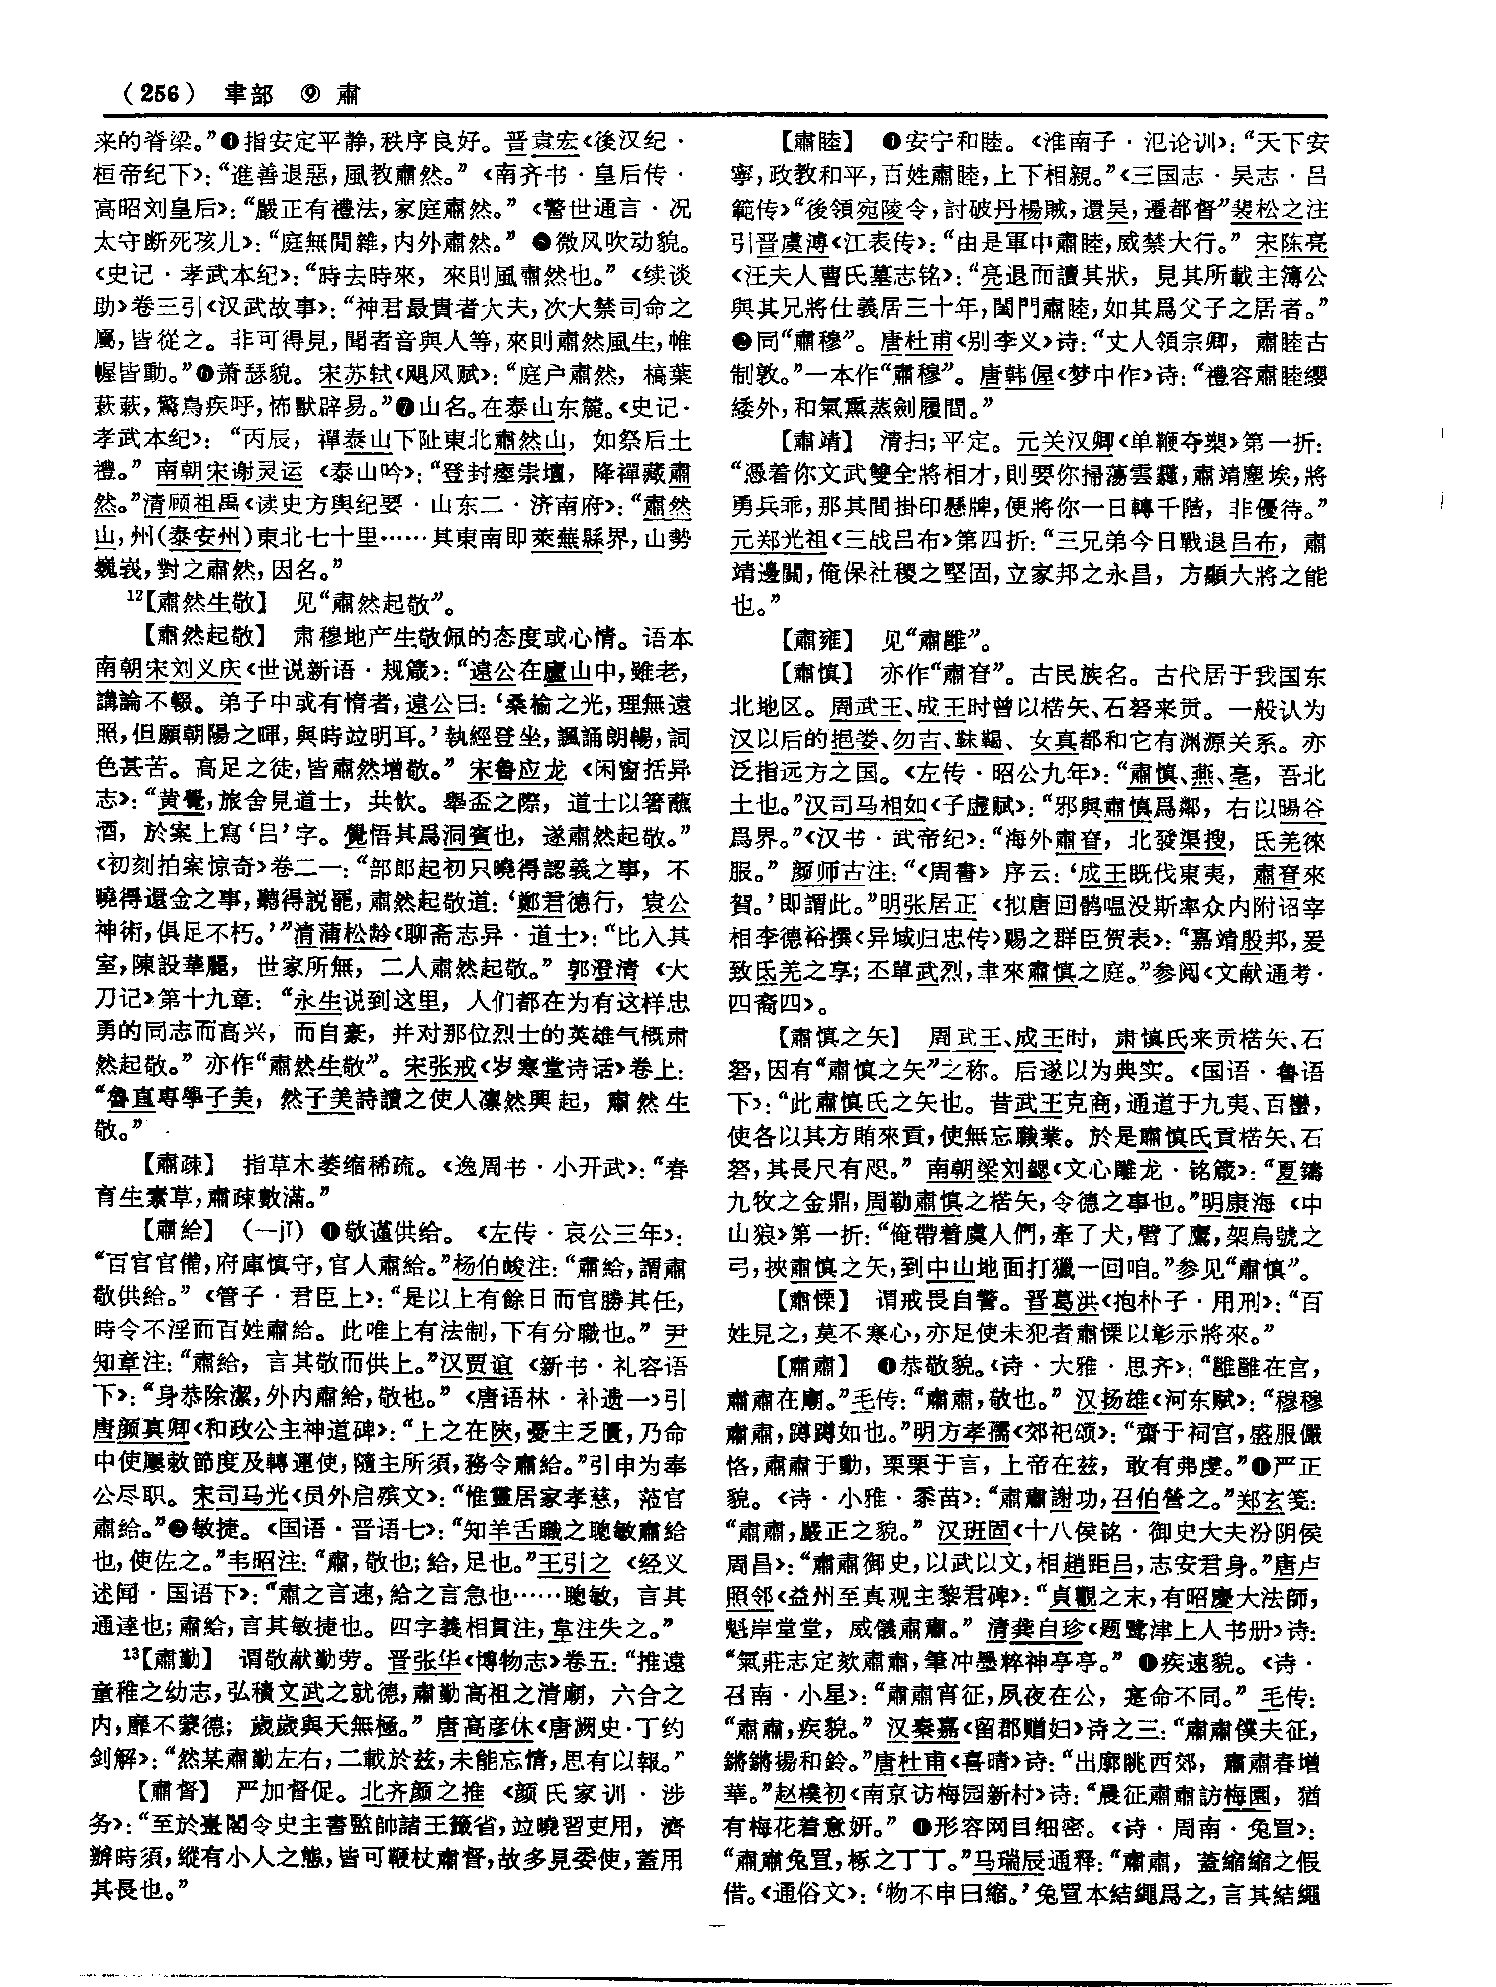 (256) 聿部 ⑨ 肅
来的脊梁。”❹指安定平静，秩序良好。晋袁宏《後汉纪·
桓帝纪下》：“進善退惡，風教肅然。”《南齐书·皇后传·
高昭刘皇后》：“嚴正有禮法，家庭肅然。”《警世通言·况
太守断死孩儿》：“庭無閒雜，内外肅然。”❺微风吹动貌。
《史记·孝武本纪》：“時去時來，來則風肅然也。”《续谈
助》卷三引《汉武故事》：“神君最貴者大夫，次大禁司命之
屬，皆從之。非可得見，聞者音與人等，來則肅然風生，帷
幄皆動。”❻萧瑟貌。宋苏轼《飓风赋》：“庭户肅然，槁葉
蔌蔌，驚鳥疾呼，怖獸辟易。”❼山名。在泰山东麓。《史记·
孝武本纪》：“丙辰，禪泰山下阯東北肅然山，如祭后土
禮。”南朝宋谢灵运《泰山吟》：“登封瘞崇壇，降禪藏肅
然。”清顾祖禹《读史方舆纪要·山东二·济南府》：“肅然
山，州(泰安州)東北七十里……其東南即萊蕪縣界，山勢
巍峩，對之肅然，因名。”
12【肅然生敬】 见“肅然起敬”。
【肅然起敬】 肃穆地产生敬佩的态度或心情。语本
南朝宋刘义庆《世说新语·规箴》：“遠公在廬山中，雖老，
講論不輟。弟子中或有惰者，遠公曰：‘桑榆之光，理無遠
照，但願朝陽之暉，與時竝明耳。’執經登坐，諷誦朗暢，詞
色甚苦。高足之徒，皆肅然增敬。”宋鲁应龙《闲窗括异
志》：“黄覺，旅舍見道士，共飲。舉盃之際，道士以箸蘸
酒，於案上寫‘吕’字。覺悟其爲洞賓也，遂肅然起敬。”
《初刻拍案惊奇》卷二一：“部郎起初只曉得認義之事，不
曉得還金之事，聽得説罷，肅然起敬道：‘鄭君德行，袁公
神術，俱足不朽。’”清蒲松龄《聊斋志异·道士》：“比入其
室，陳設華麗，世家所無，二人肅然起敬。”郭澄清《大
刀记》第十九章：“永生说到这里，人们都在为有这样忠
勇的同志而高兴，而自豪，并对那位烈士的英雄气概肃
然起敬。”亦作“肅然生敬”。宋张戒《岁寒堂诗话》卷上：
“魯直專學子美，然子美詩讀之使人凛然興起，肅然生
敬。”
【肅疎】 指草木萎缩稀疏。《逸周书·小开武》：“春
育生素草，肅疎數滿。”
【肅給】 (—jǐ) ❶敬谨供给。《左传·哀公三年》：
“百官官備，府庫慎守，官人肅給。”杨伯峻注：“肅給，謂肅
敬供給。”《管子·君臣上》：“是以上有餘日而官勝其任，
時令不淫而百姓肅給。此唯上有法制，下有分職也。”尹
知章注：“肅給，言其敬而供上。”汉贾谊《新书·礼容语
下》：“身恭除潔，外内肅給，敬也。”《唐语林·补遗一》引
唐颜真卿《和政公主神道碑》：“上之在陝，憂主乏匱，乃命
中使屢敕節度及轉運使，隨主所須，務令肅給。”引申为奉
公尽职。宋司马光《员外启殡文》：“惟靈居家孝慈，蒞官
肅給。”❷敏捷。《国语·晋语七》：“知羊舌職之聰敏肅給
也，使佐之。”韦昭注：“肅，敬也；給，足也。”王引之《经义
述闻·国语下》：“肅之言速，給之言急也……聰敏，言其
通達也；肅給，言其敏捷也。四字義相貫注，韋注失之。”
13【肅勤】 谓敬献勤劳。晋张华《博物志》卷五：“推遠
童稚之幼志，弘積文武之就德，肅勤高祖之清廟，六合之
内，靡不蒙德；歲歲與天無極。”唐高彦休《唐阙史·丁约
剑解》：“然某肅勤左右，二載於兹，未能忘情，思有以報。”
【肅督】 严加督促。北齐颜之推《颜氏家训·涉
务》：“至於臺閣令史主書監帥諸王籤省，竝曉習吏用，濟
辦時須，縱有小人之態，皆可鞭杖肅督，故多見委使，蓋用
其長也。”
【肅睦】 ❶安宁和睦。《淮南子·氾论训》：“天下安
寧，政教和平，百姓肅睦，上下相親。”《三国志·吴志·吕
範传》“後領宛陵令，討破丹楊賊，還吴，遷都督”裴松之注
引晋虞溥《江表传》：“由是軍中肅睦，威禁大行。”宋陈亮
《汪夫人曹氏墓志铭》：“亮退而讀其狀，見其所載主簿公
與其兄將仕義居三十年，閨門肅睦，如其爲父子之居者。”
❷同“肅穆”。唐杜甫《别李义》诗：“丈人領宗卿，肅睦古
制敦。”一本作“肅穆”。唐韩偓《梦中作》诗：“禮容肅睦纓
緌外，和氣熏蒸劍履間。”
【肅靖】 清扫；平定。元关汉卿《单鞭夺槊》第一折：
“憑着你文武雙全將相才，則要你掃蕩雲霾，肅靖塵埃，將
勇兵乖，那其間掛印懸牌，便將你一日轉千階，非優待。”
元郑光祖《三战吕布》第四折：“三兄弟今日戰退吕布，肅
靖邊關，俺保社稷之堅固，立家邦之永昌，方顯大將之能
也。”
【肅雍】 见“肅雝”。
【肅慎】 亦作“肅昚”。古民族名。古代居于我国东
北地区。周武王、成王时曾以楛矢、石砮来贡。一般认为
汉以后的挹娄、勿吉、靺鞨、女真都和它有渊源关系。亦
泛指远方之国。《左传·昭公九年》：“肅慎、燕、亳，吾北
土也。”汉司马相如《子虚赋》：“邪與肅慎爲鄰，右以暘谷
爲界。”《汉书·武帝纪》：“海外肅昚，北發渠搜，氐羌徠
服。”颜师古注：“《周書》序云：‘成王既伐東夷，肅昚來
賀。’即謂此。”明张居正《拟唐回鹘嗢没斯率众内附诏宰
相李德裕撰《异域归忠传》赐之群臣贺表》：“嘉靖殷邦，爰
致氐羌之享；丕單武烈，聿來肅慎之庭。”参阅《文献通考·
四裔四》。
【肅慎之矢】 周武王、成王时，肃慎氏来贡楛矢、石
砮，因有“肅慎之矢”之称。后遂以为典实。《国语·鲁语
下》：“此肅慎氏之矢也。昔武王克商，通道于九夷、百蠻，
使各以其方賄來貢，使無忘職業。於是肅慎氏貢楛矢、石
砮，其長尺有咫。”南朝梁刘勰《文心雕龙·铭箴》：“夏鑄
九牧之金鼎，周勒肅慎之楛矢，令德之事也。”明康海《中
山狼》第一折：“俺帶着虞人們，牽了犬，臂了鷹，架烏號之
弓，挾肅慎之矢，到中山地面打獵一回咱。”参见“肅慎”。
【肅慄】 谓戒畏自警。晋葛洪《抱朴子·用刑》：“百
姓見之，莫不寒心，亦足使未犯者肅慄以彰示將來。”
【肅肅】 ❶恭敬貌。《诗·大雅·思齐》：“雝雝在宫，
肅肅在廟。”毛传：“肅肅，敬也。”汉扬雄《河东赋》：“穆穆
肅肅，蹲蹲如也。”明方孝孺《郊祀颂》：“齋于祠宫，盛服儼
恪，肅肅于動，栗栗于言，上帝在兹，敢有弗虔。”❷严正
貌。《诗·小雅·黍苗》：“肅肅謝功，召伯營之。”郑玄笺：
“肅肅，嚴正之貌。”汉班固《十八侯铭·御史大夫汾阴侯
周昌》：“肅肅御史，以武以文，相趙距吕，志安君身。”唐卢
照邻《益州至真观主黎君碑》：“貞觀之末，有昭慶大法師，
魁岸堂堂，威儀肅肅。”清龚自珍《题鹭津上人书册》诗：
“氣莊志定欬肅肅，筆冲墨粹神亭亭。”❸疾速貌。《诗·
召南·小星》：“肅肅宵征，夙夜在公，寔命不同。”毛传：
“肅肅，疾貌。”汉秦嘉《留郡赠妇》诗之三：“肅肅僕夫征，
鏘鏘揚和鈴。”唐杜甫《喜晴》诗：“出廓眺西郊，肅肅春增
華。”赵樸初《南京访梅园新村》诗：“晨征肅肅訪梅園，猶
有梅花着意妍。”❹形容网目细密。《诗·周南·兔罝》：
“肅肅兔罝，椓之丁丁。”马瑞辰通释：“肅肅，蓋縮縮之假
借。《通俗文》：‘物不申曰縮。’兔罝本結繩爲之，言其結繩